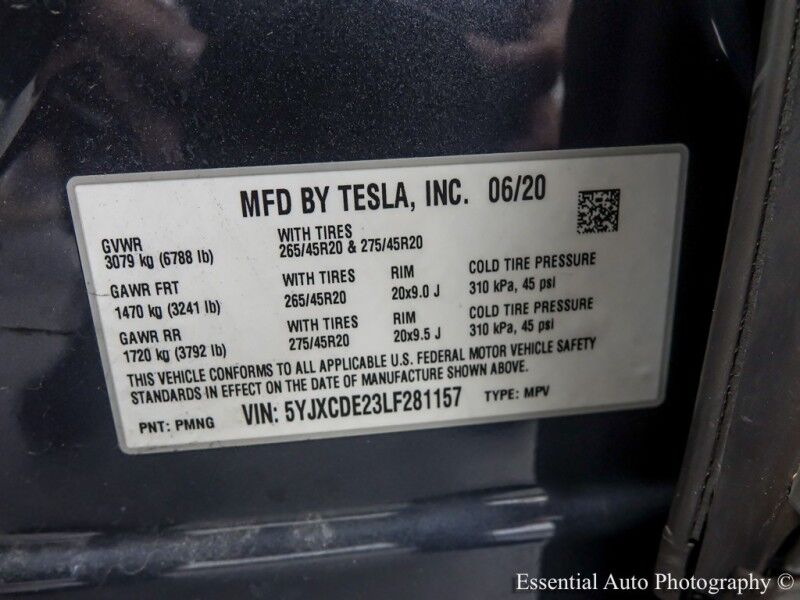 MFD BY TESLA, INC. 06/20
GVWR
3079 kg (6788 lb)
WITH TIRES
265/45R20 & 275/45R20
GAWR FRT
1470 kg (3241 lb)
WITH TIRES
265/45R20
RIM
20x9.0 J
COLD TIRE PRESSURE
310 kPa, 45 psi
GAWR RR
1720 kg (3792 lb)
WITH TIRES
275/45R20
RIM
20x9.5 J
COLD TIRE PRESSURE
310 kPa, 45 psi
THIS VEHICLE CONFORMS TO ALL APPLICABLE U.S. FEDERAL MOTOR VEHICLE SAFETY
STANDARDS IN EFFECT ON THE DATE OF MANUFACTURE SHOWN ABOVE.
PNT: PMNG VIN: 5YJXCDE23LF281157 TYPE: MPV
Essential Auto Photography ©